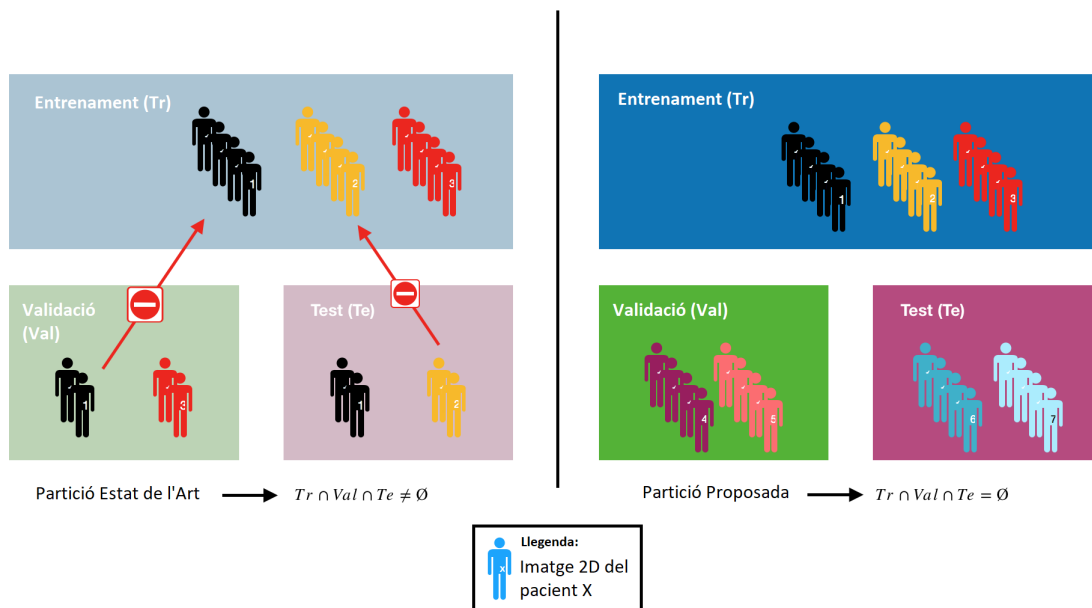 Entrenament (Tr)
1
2
3
Validació
(Val)
1
3
Test (Te)
1
2
Partició Estat de l'Art
Tr ∩ Val ∩ Te ≠ Ø
Entrenament (Tr)
1
2
3
Validació (Val)
4
5
Test (Te)
6
7
Partició Proposada
Tr ∩ Val ∩ Te = Ø
Llegenda:
x
Imatge 2D del
pacient X